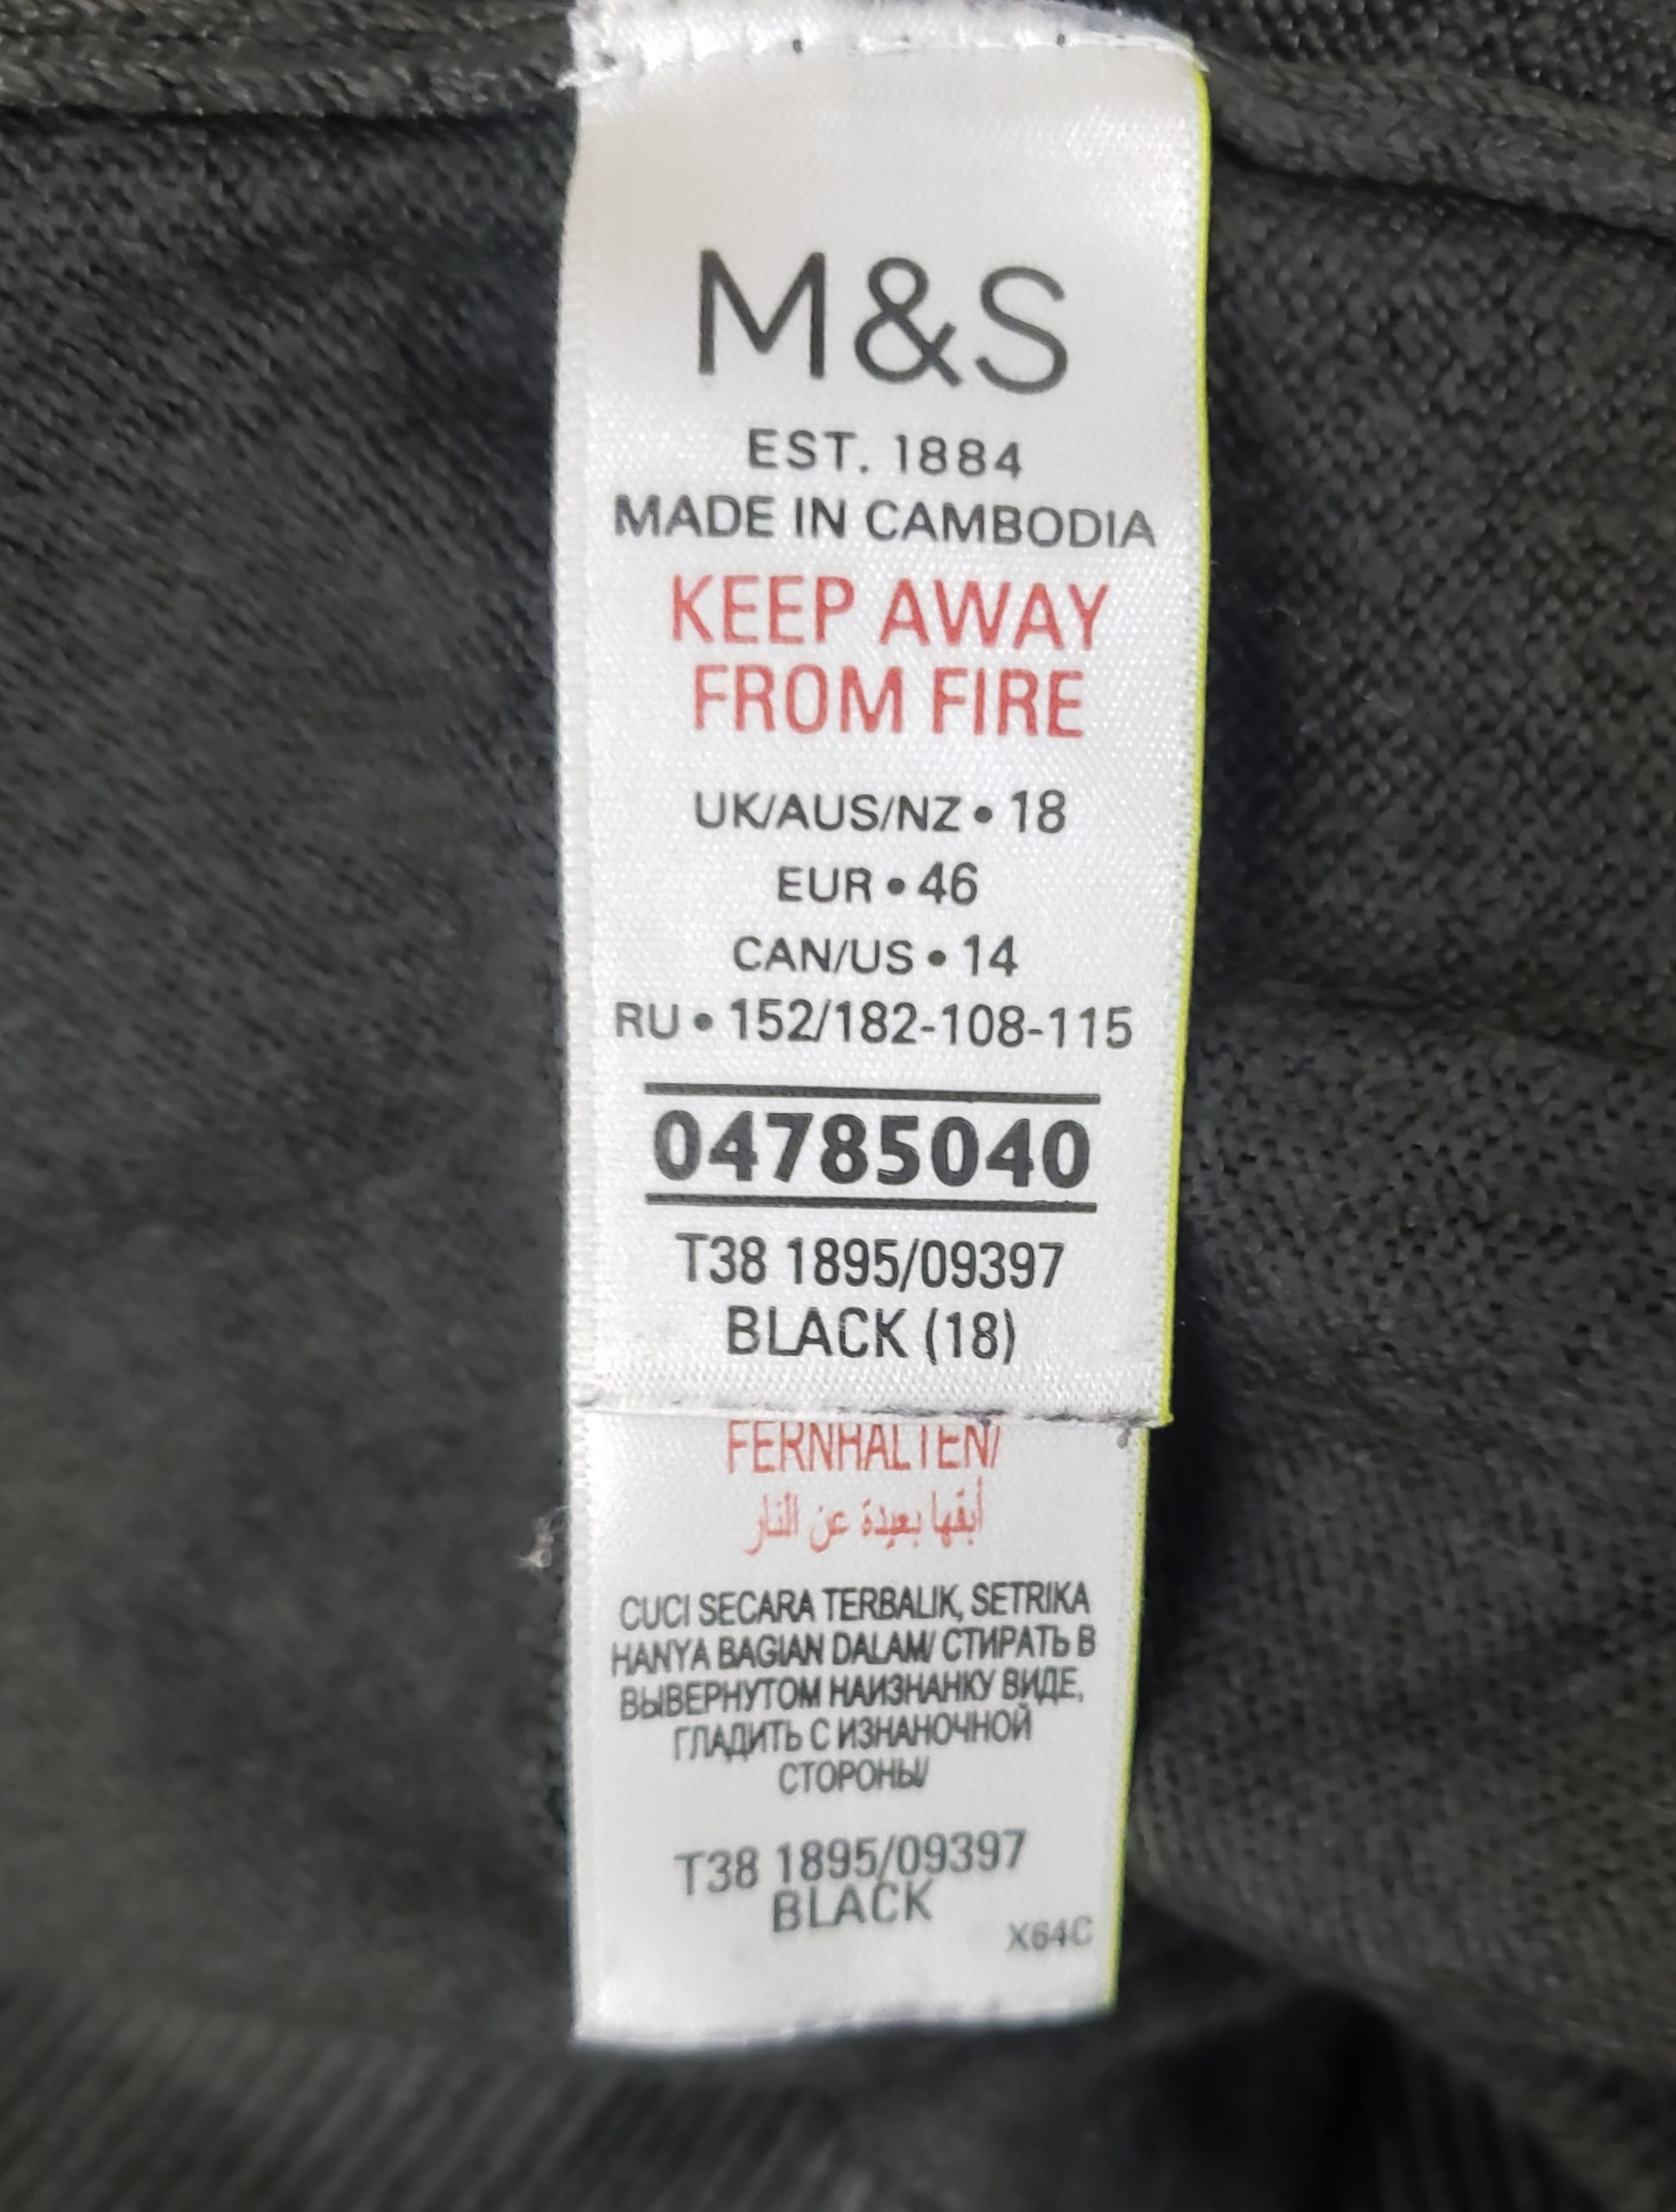 M&S
EST. 1884
MADE IN CAMBODIA
KEEP AWAY
FROM FIRE
UK/AUS/NZ • 18
EUR • 46
CAN/US • 14
RU • 152/182-108-115
04785040
T38 1895/09397
BLACK (18)
FERNHALTEN/
أبقها بعيدة عن النار
CUCI SECARA TERBALIK, SETRIKA
HANYA BAGIAN DALAM/ СТИРАТЬ В
ВЫВЕРНУТОМ НАИЗНАНКУ ВИДЕ,
ГЛАДИТЬ С ИЗНАНОЧНОЙ
СТОРОНЫ/
T38 1895/09397
BLACK
X64C